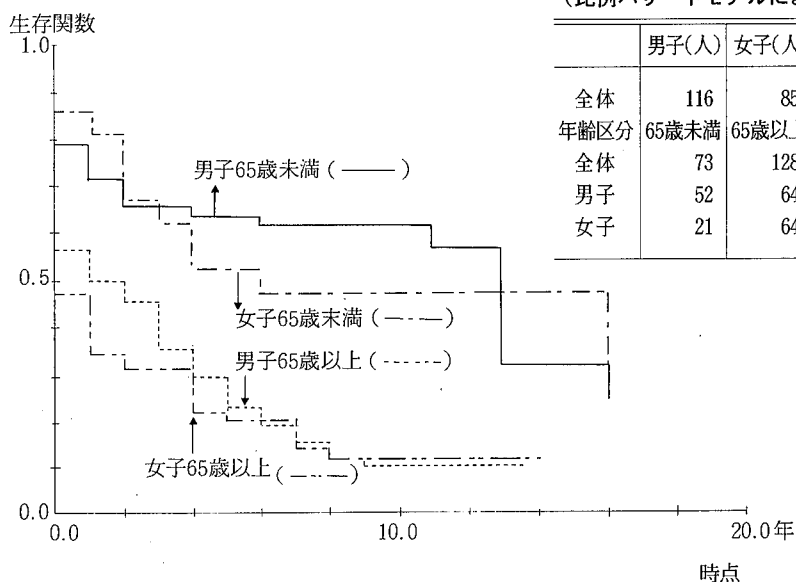 (比例ハザードモデルによ
生存関数
1.0
男子(人) 女子(人
全体 116 85
年齢区分 65歳未満 65歳以上
全体 73 128
男子 52 64
女子 21 64
男子65歳未満(———)
0.5
女子65歳末満(—-—-—)
男子65歳以上(------)
女子65歳以上(—-—-—)
0.0
0.0 10.0 20.0年
時点